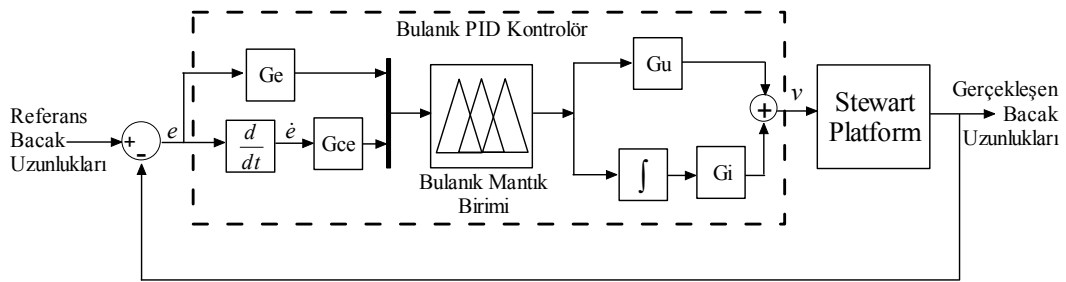 Bulanık PID Kontrolör
Ge
Gu
Referans
Bacak
Uzunlukları
+
-
e
d
dt
ė
Gce
Bulanık Mantık
Birimi
∫
Gi
+
v
Stewart
Platform
Gerçekleşen
Bacak
Uzunlukları